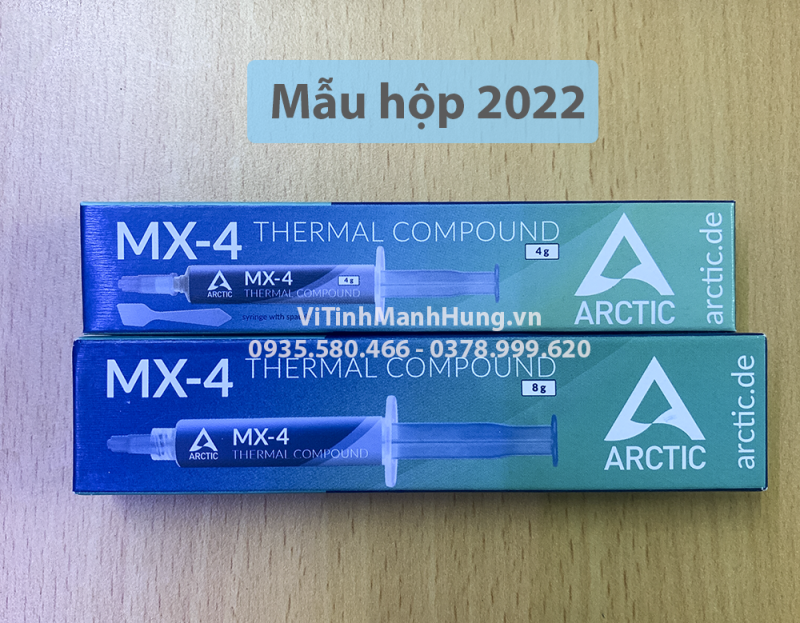 Mẫu hộp 2022
MX-4 THERMAL COMPOUND
4g
MX-4
4g
ARCTIC
THERMAL COMPOUND
syringe with
ARCTIC
arctic.de
ViTinhManhHung.vn
0935.580.466 - 0378.999.620
MX-4 THERMAL COMPOUND
8g
MX-4
ARCTIC
THERMAL COMPOUND
ARCTIC
arctic.de